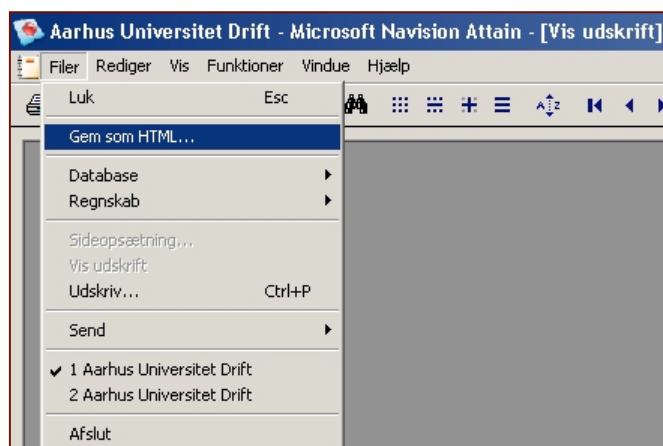 Aarhus Universitet Drift - Microsoft Navision Attain - [Vis udskrift]
Filer Rediger Vis Funktioner Vindue Hjælp
Luk Esc
Gem som HTML...
Database
Regnskab
Sideopsætning...
Vis udskrift
Udskriv... Ctrl+P
Send
1 Aarhus Universitet Drift
2 Aarhus Universitet Drift
Afslut